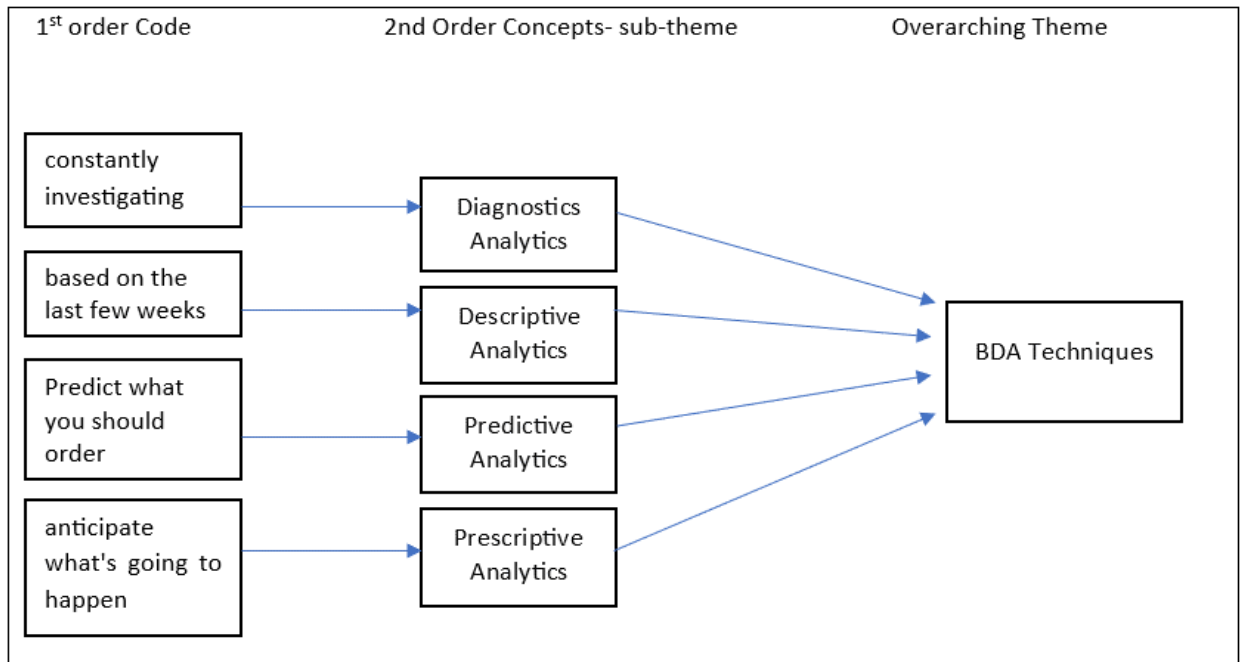 1st order Code
2nd Order Concepts- sub-theme
Overarching Theme
constantly
investigating
Diagnostics
Analytics
based on the
last few weeks
Descriptive
Analytics
BDA Techniques
Predict what
you should
order
Predictive
Analytics
anticipate
what's going to
happen
Prescriptive
Analytics